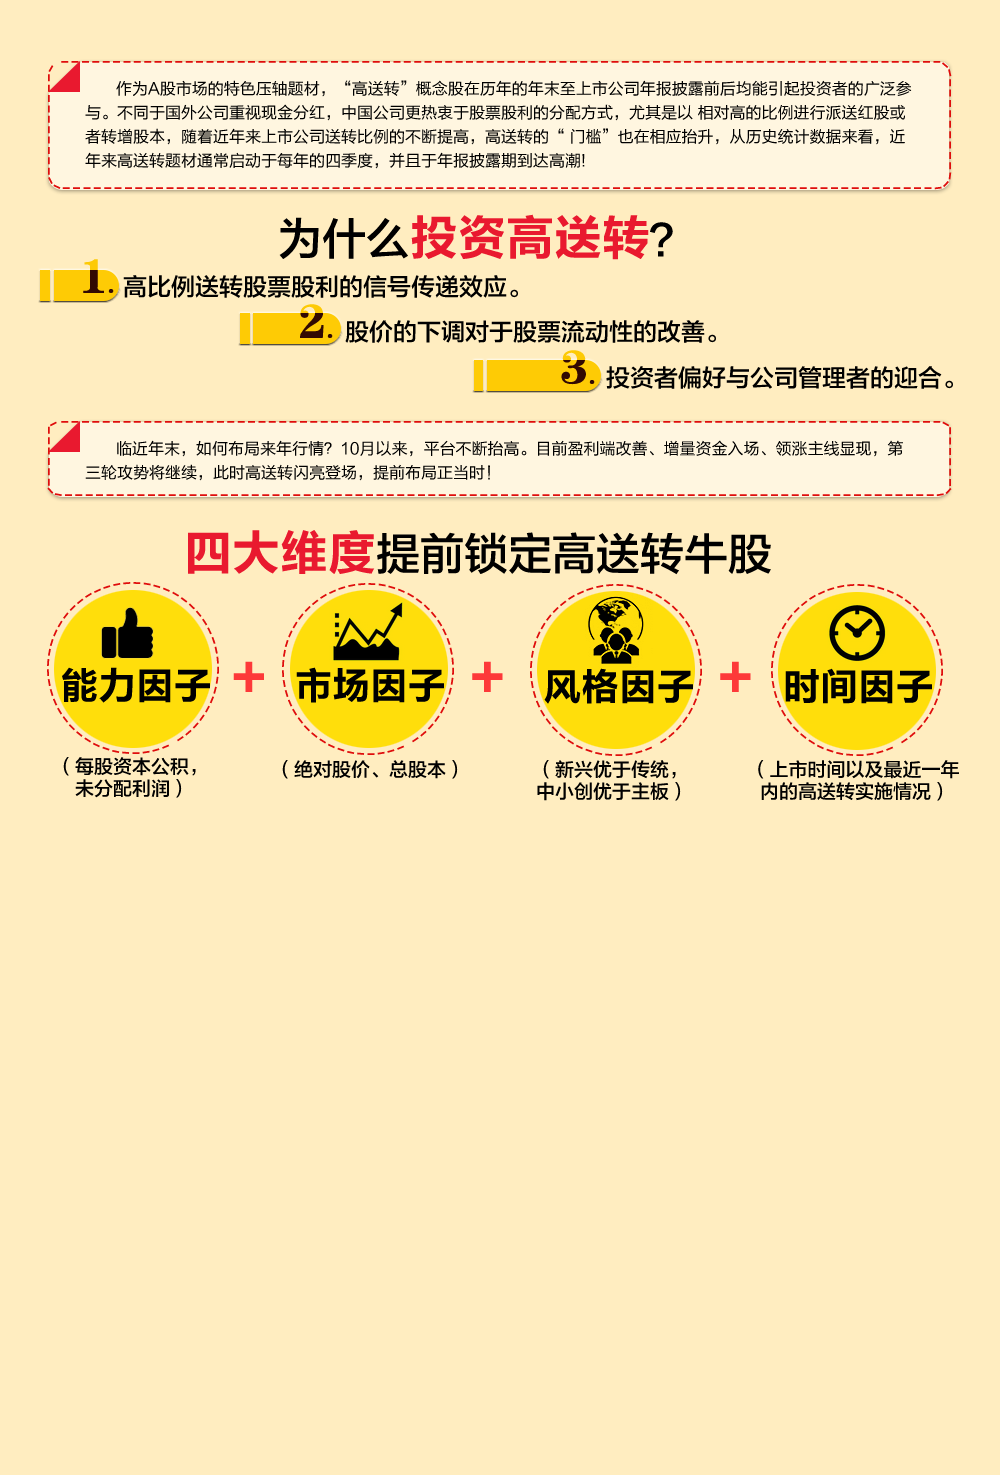 作为A股市场的特色压轴题材，“高送转”概念股在历年的年末至上市公司年报披露前后均能引起投资者的广泛参
与。不同于国外公司重视现金分红，中国公司更热衷于股票股利的分配方式，尤其是以 相对高的比例进行派送红股或
者转增股本，随着近年来上市公司送转比例的不断提高，高送转的“ 门槛”也在相应抬升，从历史统计数据来看，近
年来高送转题材通常启动于每年的四季度，并且于年报披露期到达高潮!
为什么投资高送转?
1.高比例送转股票股利的信号传递效应。
2.股价的下调对于股票流动性的改善。
3.投资者偏好与公司管理者的迎合。
临近年末，如何布局来年行情？10月以来，平台不断抬高。目前盈利端改善、增量资金入场、领涨主线显现，第
三轮攻势将继续，此时高送转闪亮登场，提前布局正当时！
四大维度提前锁定高送转牛股
能力因子
+
市场因子
+
风格因子
+
时间因子
（每股资本公积，
未分配利润）
（绝对股价、总股本）
（新兴优于传统，
中小创优于主板）
（上市时间以及最近一年
内的高送转实施情况）